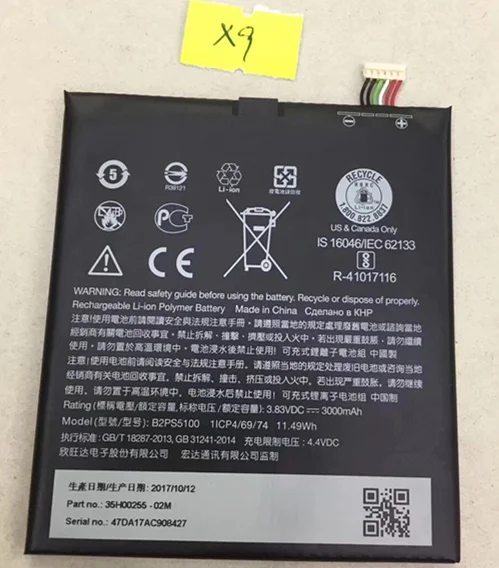 X9
5
R39121
Li-ion
鋰電池回收
RECYCLE
RBRC
Li-ion
1.800.822.8837
US & Canada Only
IS 16046/IEC 62133
R-41017116
WARNING: Read safety guide before using the battery. Recycle or dispose of properly.
Rechargeable Li-ion Polymer Battery Made in China Сделано в КНР
注意!使用電池前請閱讀安全與法規注意手冊,請遵照當地的規定處理廢舊電池或諮詢當地
經銷商有關電池回收事宜,禁止拆卸、撞擊、擠壓或投入火中。若出現嚴重鼓脹,請勿繼續
使用。請勿置於高溫環境中。電池浸水後禁止使用! 可充式鋰離子電池組 中國製
注意!使用电池前请阅读安全与法规注意手册,请遵照当地的规定处理废旧电池或咨询当地
经销商有关电池回收事宜,禁止拆卸、撞击、挤压或投入火中。若出现严重鼓胀,请勿继续
使用。请勿置于高温环境中。电池浸水后禁止使用! 可充式锂离子电池组 中国制
Rating (標稱電壓/額定容量,标称电压/额定容量): 3.83VDC 3000mAh
Model (型號/型号): B2PS5100 1ICP4/69/74 11.49Wh
执行标准: GB/T 18287-2013, GB 31241-2014 充电限制电压: 4.4VDC
欣旺达电子股份有限公司 宏达通讯有限公司监制
生產日期/生产日期: 2017/10/12
Part no.: 35H00255 -02M
Serial no.: 47DA17AC908427